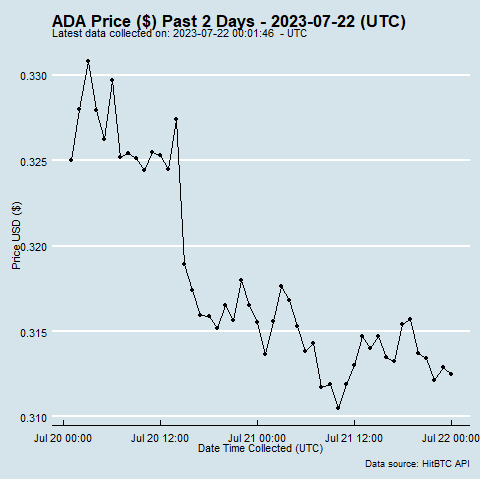 ADA Price ($) Past 2 Days - 2023-07-22 (UTC)
Latest data collected on: 2023-07-22 00:01:46 - UTC
0.330
0.325
0.320
0.315
0.310
Price USD ($)
Jul 20 00:00 Jul 20 12:00 Jul 21 00:00 Jul 21 12:00 Jul 22 00:00
Date Time Collected (UTC)
Data source: HitBTC API